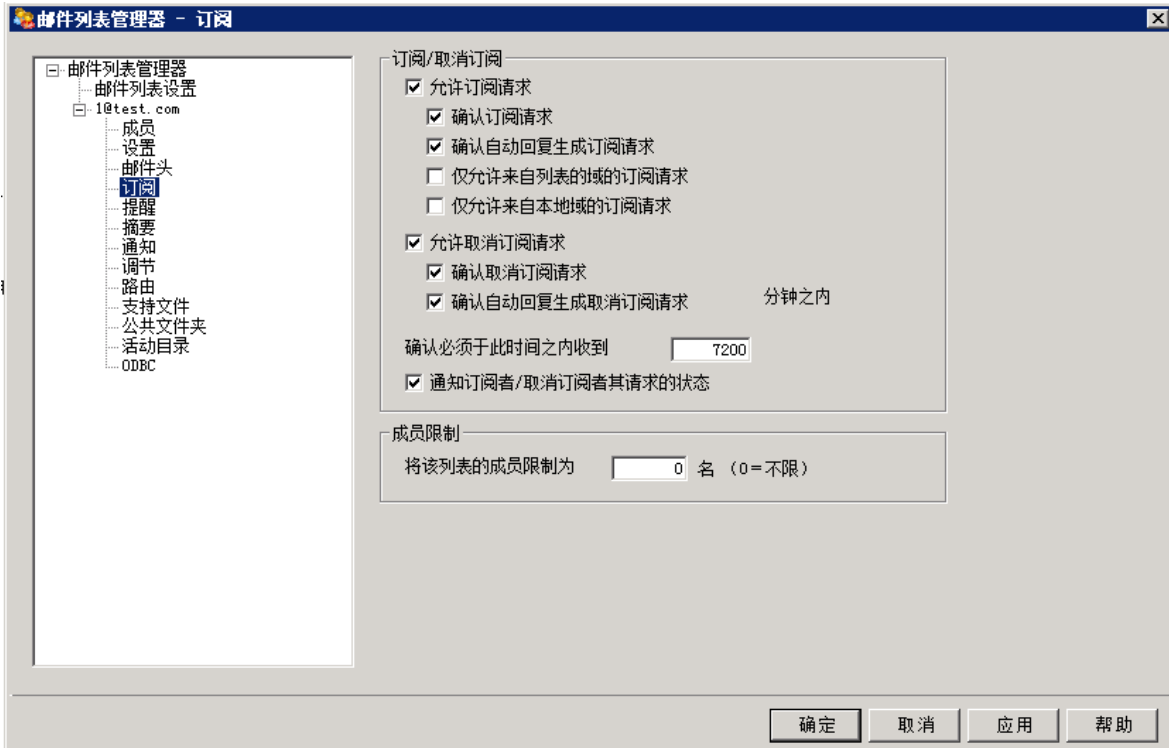 邮件列表管理器 - 订阅
邮件列表管理器
邮件列表设置
1@test.com
成员
设置
邮件头
订阅
提醒
摘要
通知
调节
路由
支持文件
公共文件夹
活动目录
ODBC
订阅/取消订阅
允许订阅请求
确认订阅请求
确认自动回复生成订阅请求
仅允许来自列表的域的订阅请求
仅允许来自本地域的订阅请求
允许取消订阅请求
确认取消订阅请求
确认自动回复生成取消订阅请求 分钟之内
确认必须于此时间之内收到 7200
通知订阅者/取消订阅者其请求的状态
成员限制
将该列表的成员限制为 0 名 (0=不限)
确定 取消 应用 帮助